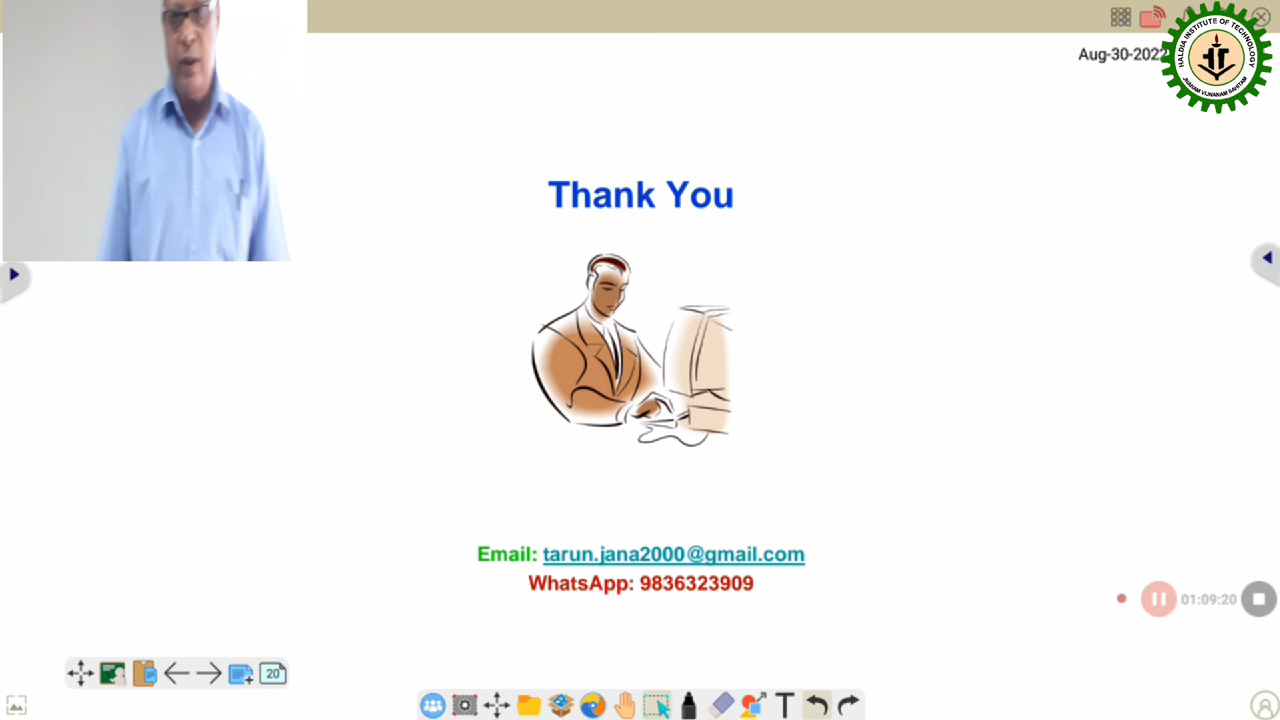 Aug-30-2022
HALDIA INSTITUTE OF TECHNOLOGY
Thank You
Email: tarun.jana2000@gmail.com
WhatsApp: 9836323909
01:09:20
20